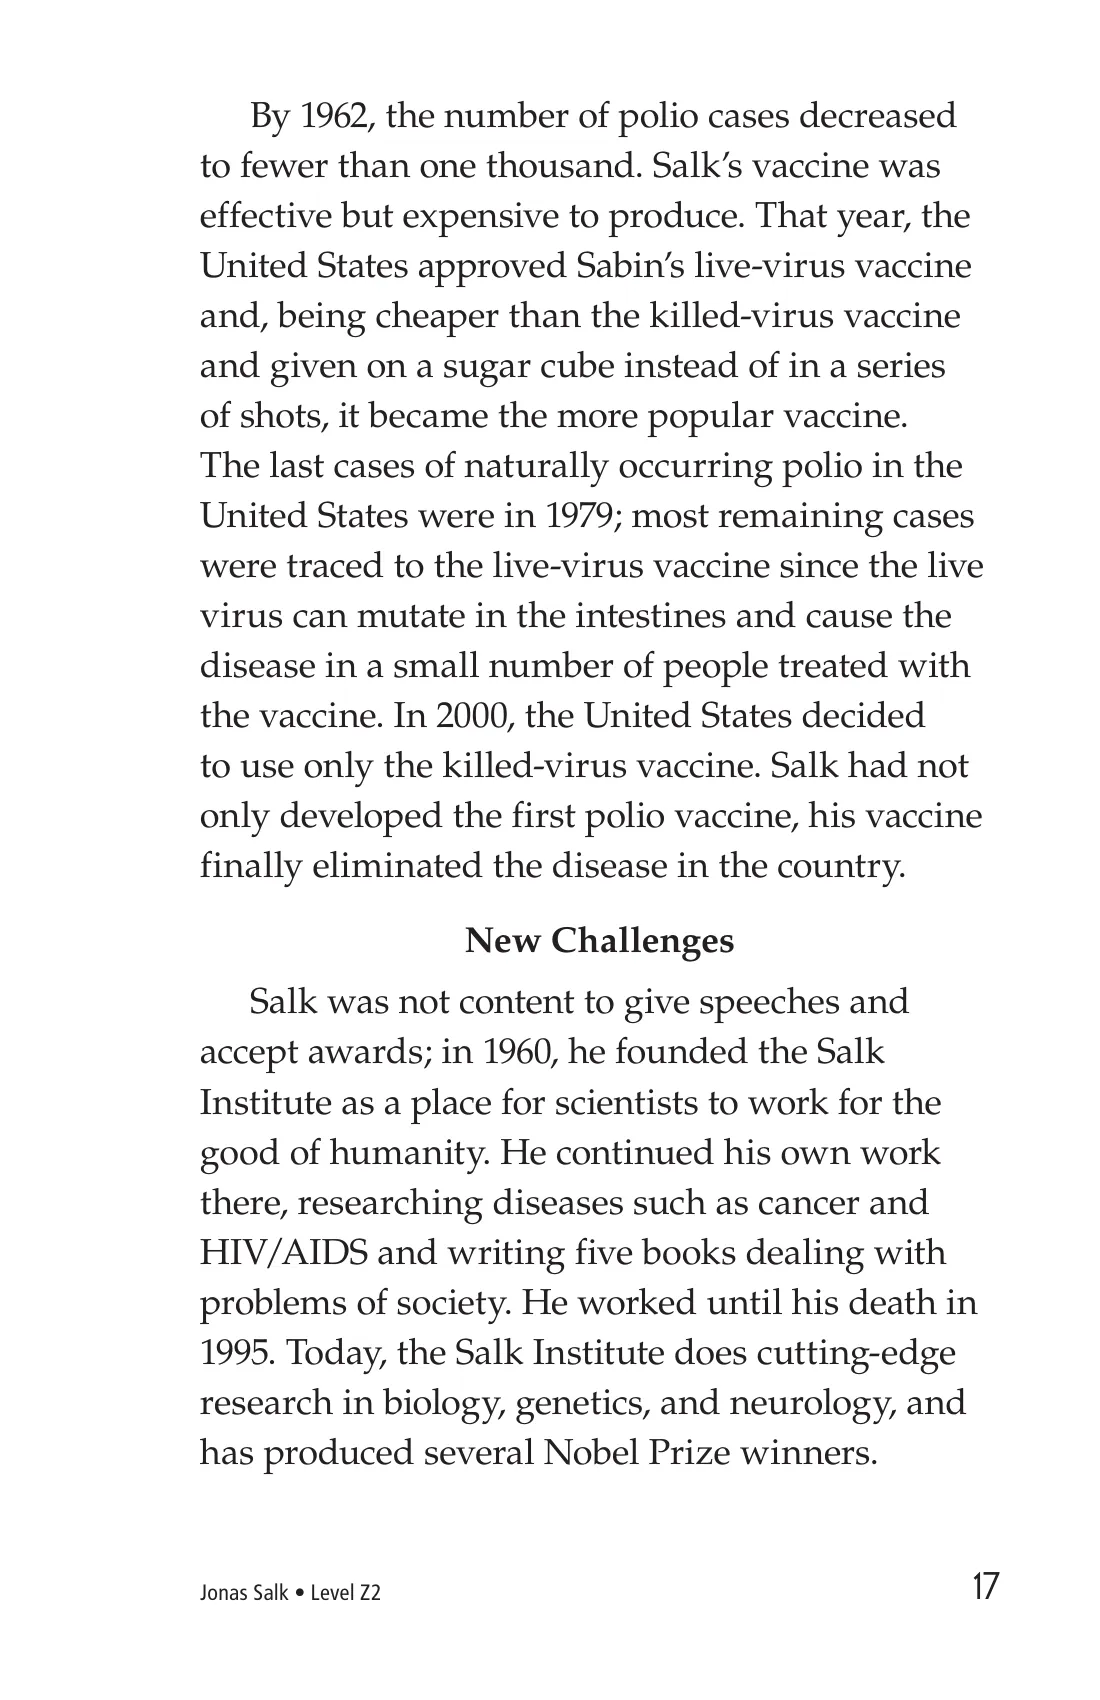 By 1962, the number of polio cases decreased
to fewer than one thousand. Salk’s vaccine was
effective but expensive to produce. That year, the
United States approved Sabin’s live-virus vaccine
and, being cheaper than the killed-virus vaccine
and given on a sugar cube instead of in a series
of shots, it became the more popular vaccine.
The last cases of naturally occurring polio in the
United States were in 1979; most remaining cases
were traced to the live-virus vaccine since the live
virus can mutate in the intestines and cause the
disease in a small number of people treated with
the vaccine. In 2000, the United States decided
to use only the killed-virus vaccine. Salk had not
only developed the first polio vaccine, his vaccine
finally eliminated the disease in the country.
New Challenges
Salk was not content to give speeches and
accept awards; in 1960, he founded the Salk
Institute as a place for scientists to work for the
good of humanity. He continued his own work
there, researching diseases such as cancer and
HIV/AIDS and writing five books dealing with
problems of society. He worked until his death in
1995. Today, the Salk Institute does cutting-edge
research in biology, genetics, and neurology, and
has produced several Nobel Prize winners.
Jonas Salk • Level Z2
17